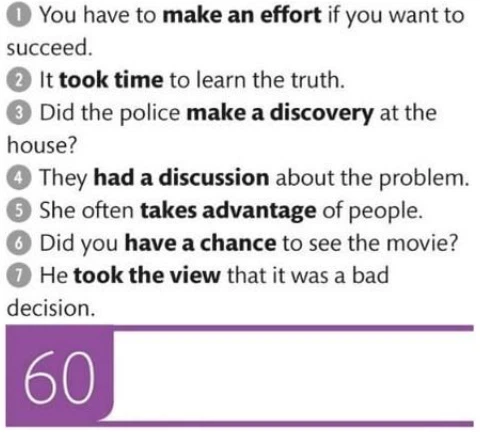 1 You have to make an effort if you want to
succeed.
2 It took time to learn the truth.
3 Did the police make a discovery at the
house?
4 They had a discussion about the problem.
5 She often takes advantage of people.
6 Did you have a chance to see the movie?
7 He took the view that it was a bad
decision.
60